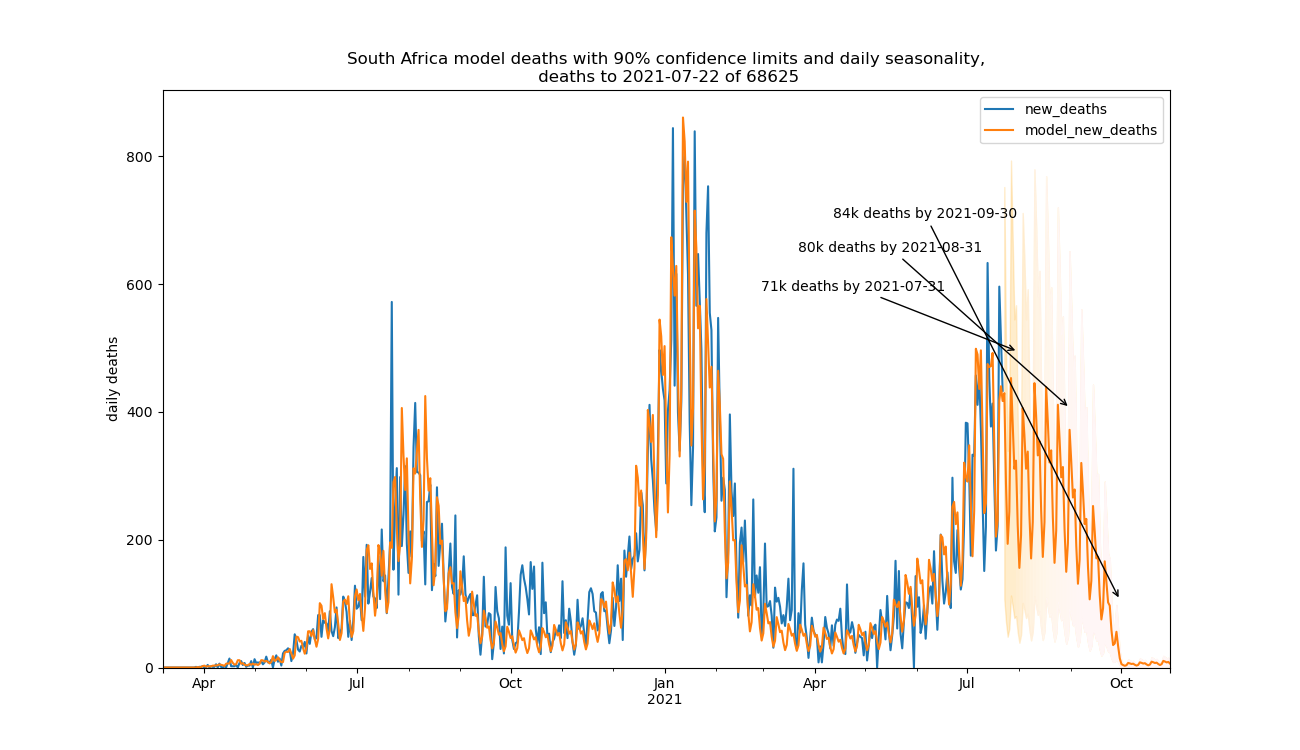 South Africa model deaths with 90% confidence limits and daily seasonality,
deaths to 2021-07-22 of 68625
new_deaths
model_new_deaths
84k deaths by 2021-09-30
80k deaths by 2021-08-31
71k deaths by 2021-07-31
daily deaths
800
600
400
200
0
Apr
Jul
Oct
Jan
2021
Apr
Jul
Oct